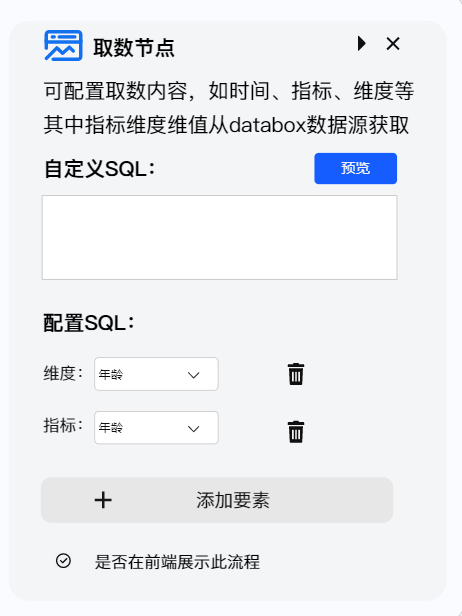 取数节点
可配置取数内容，如时间、指标、维度等
其中指标维度维值从databox数据源获取
自定义SQL：
预览
配置SQL：
维度： 年龄
指标： 年龄
添加要素
是否在前端展示此流程